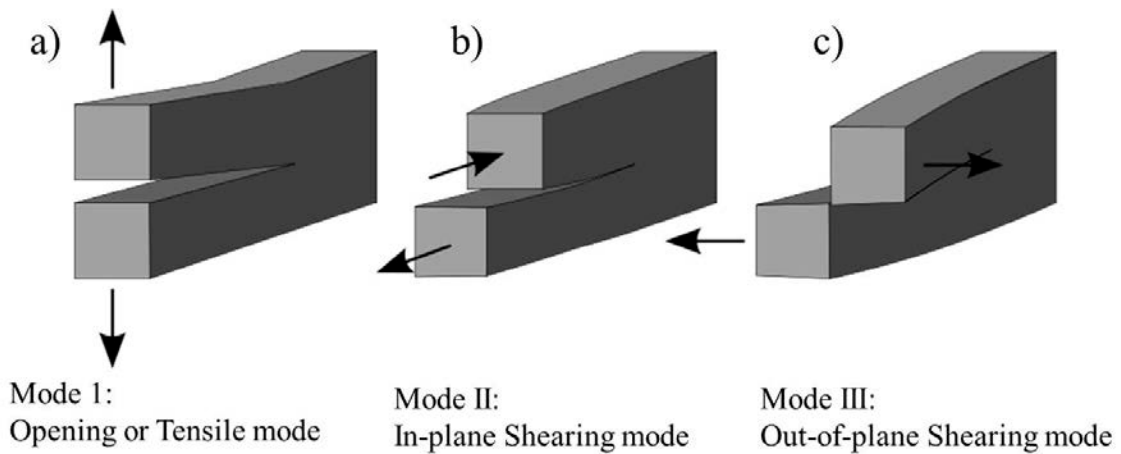 a)
b)
c)
Mode 1:
Opening or Tensile mode
Mode II:
In-plane Shearing mode
Mode III:
Out-of-plane Shearing mode